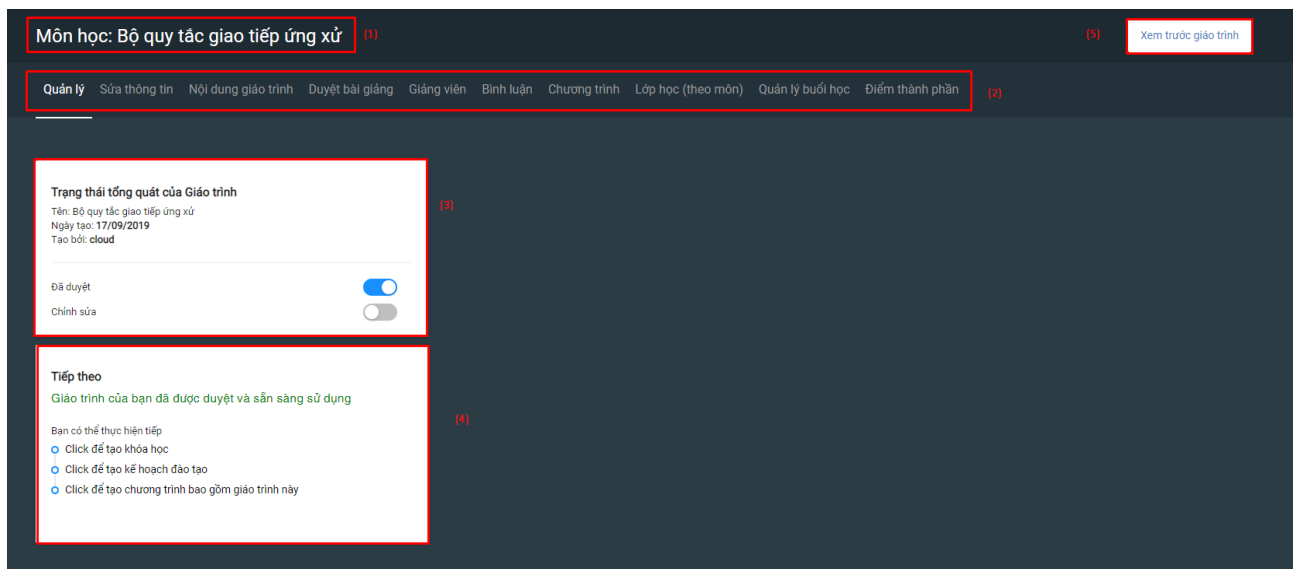 Môn học: Bộ quy tắc giao tiếp ứng xử (1) (5) Xem trước giáo trình
Quản lý Sửa thông tin Nội dung giáo trình Duyệt bài giảng Giảng viên Bình luận Chương trình Lớp học (theo môn) Quản lý buổi học Điểm thành phần (2)
Trạng thái tổng quát của Giáo trình
(3)
Tên: Bộ quy tắc giao tiếp ứng xử
Ngày tạo: 17/09/2019
Tạo bởi: cloud
Đã duyệt
Chỉnh sửa
Tiếp theo
Giáo trình của bạn đã được duyệt và sẵn sàng sử dụng
(4)
Bạn có thể thực hiện tiếp
Click để tạo khóa học
Click để tạo kế hoạch đào tạo
Click để tạo chương trình bao gồm giáo trình này